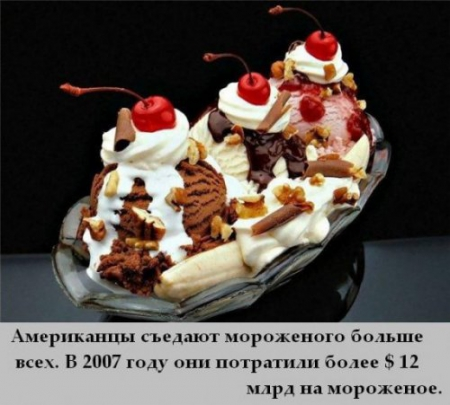 Американцы съедают мороженого больше
всех. В 2007 году они потратили более $ 12
млрд на мороженое.